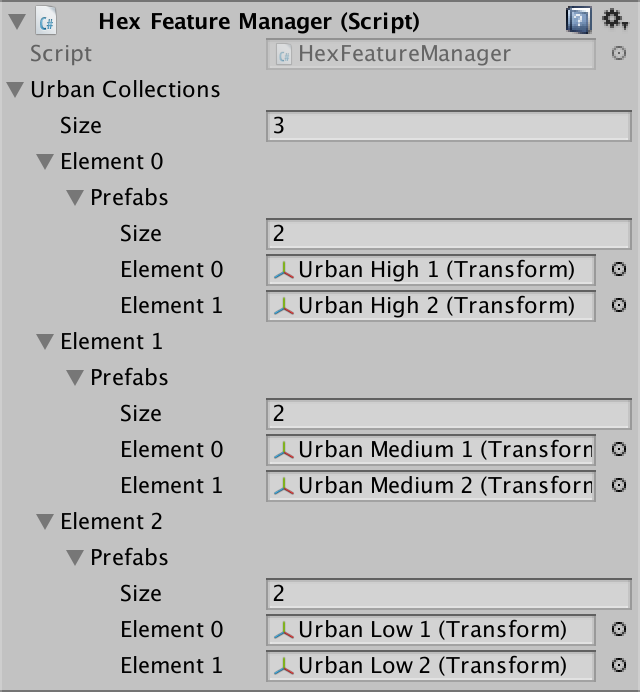 Hex Feature Manager (Script)
Script HexFeatureManager
Urban Collections
Size 3
Element 0
Prefabs
Size 2
Element 0 Urban High 1 (Transform)
Element 1 Urban High 2 (Transform)
Element 1
Prefabs
Size 2
Element 0 Urban Medium 1 (Transforn
Element 1 Urban Medium 2 (Transforn
Element 2
Prefabs
Size 2
Element 0 Urban Low 1 (Transform)
Element 1 Urban Low 2 (Transform)